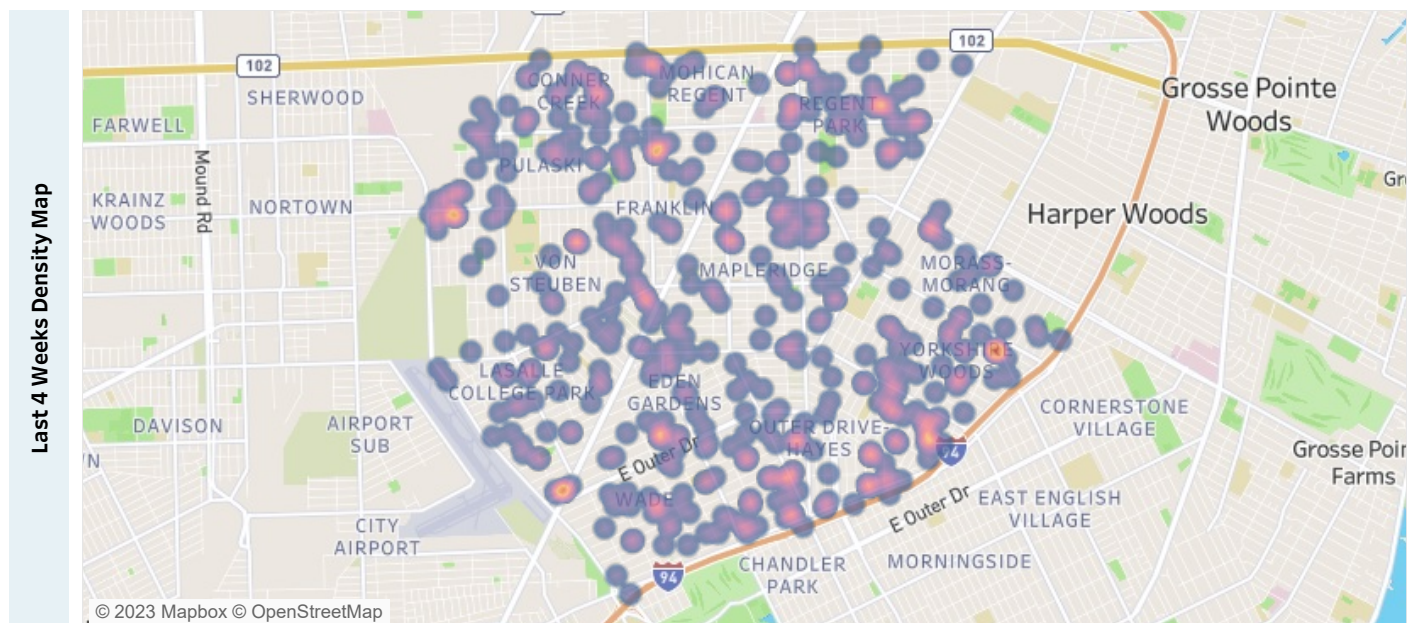 Last 4 Weeks Density Map
102
102
CONNER
CREEK
MOHICAN
REGENT
SHERWOOD
Grosse Pointe
Woods
REGENT
PARK
FARWELL
PULASKI
Mound Rd
KRAINZ
WOODS
NORTOWN
FRANKLIN
Harper Woods
VON
STEUBEN
MAPLERIDGE
MORASS-
MORANG
YORKSHIRE
WOODS
LASALLE
COLLEGE PARK
EDEN
GARDENS
CORNERSTONE
VILLAGE
DAVISON
AIRPORT
SUB
OUTER DRIVE-
HAYES
E Outer Dr
94
Grosse Poin
Farms
WADE
E Outer Dr
EAST ENGLISH
VILLAGE
CITY
AIRPORT
CHANDLER
PARK
MORNINGSIDE
94
© 2023 Mapbox © OpenStreetMap